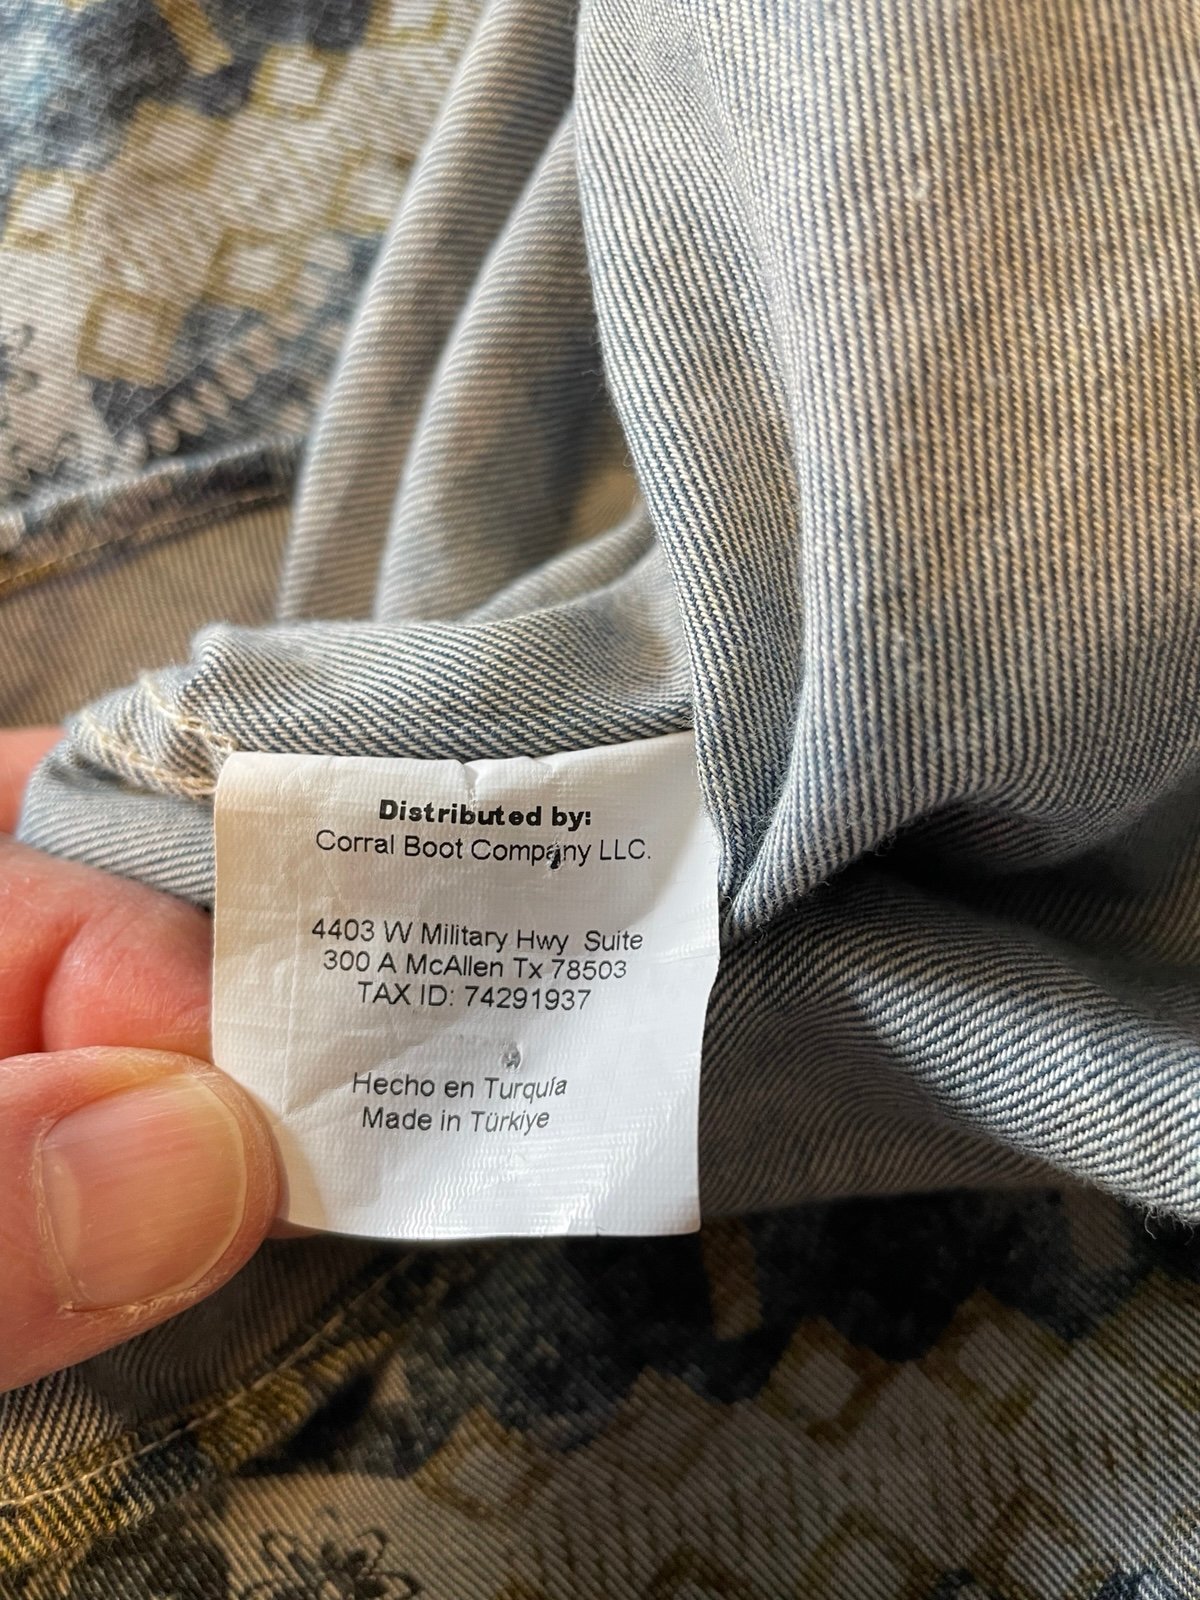 Distributed by:
Corral Boot Company LLC.
4403 W Military Hwy Suite
300 A McAllen Tx 78503
TAX ID: 74291937
Hecho en Turquía
Made in Türkiye